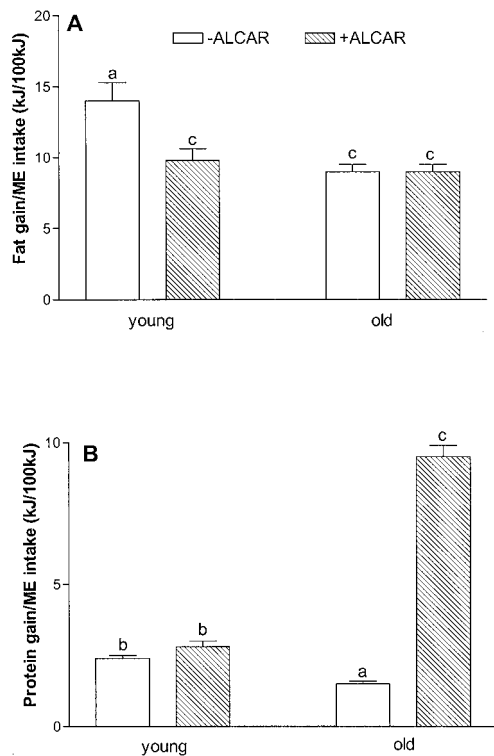 A
-ALCAR +ALCAR
Fat gain/ME intake (kJ/100kJ)
20
15
10
5
0
a
c
c
c
young old
B
Protein gain/ME intake (kJ/100kJ)
10
5
0
b
b
a
c
young old